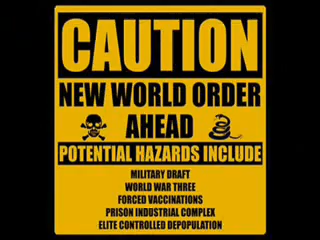 CAUTION
NEW WORLD ORDER
AHEAD
POTENTIAL HAZARDS INCLUDE
MILITARY DRAFT
WORLD WAR THREE
FORCED VACCINATIONS
PRISON INDUSTRIAL COMPLEX
ELITE CONTROLLED DEPOPULATION